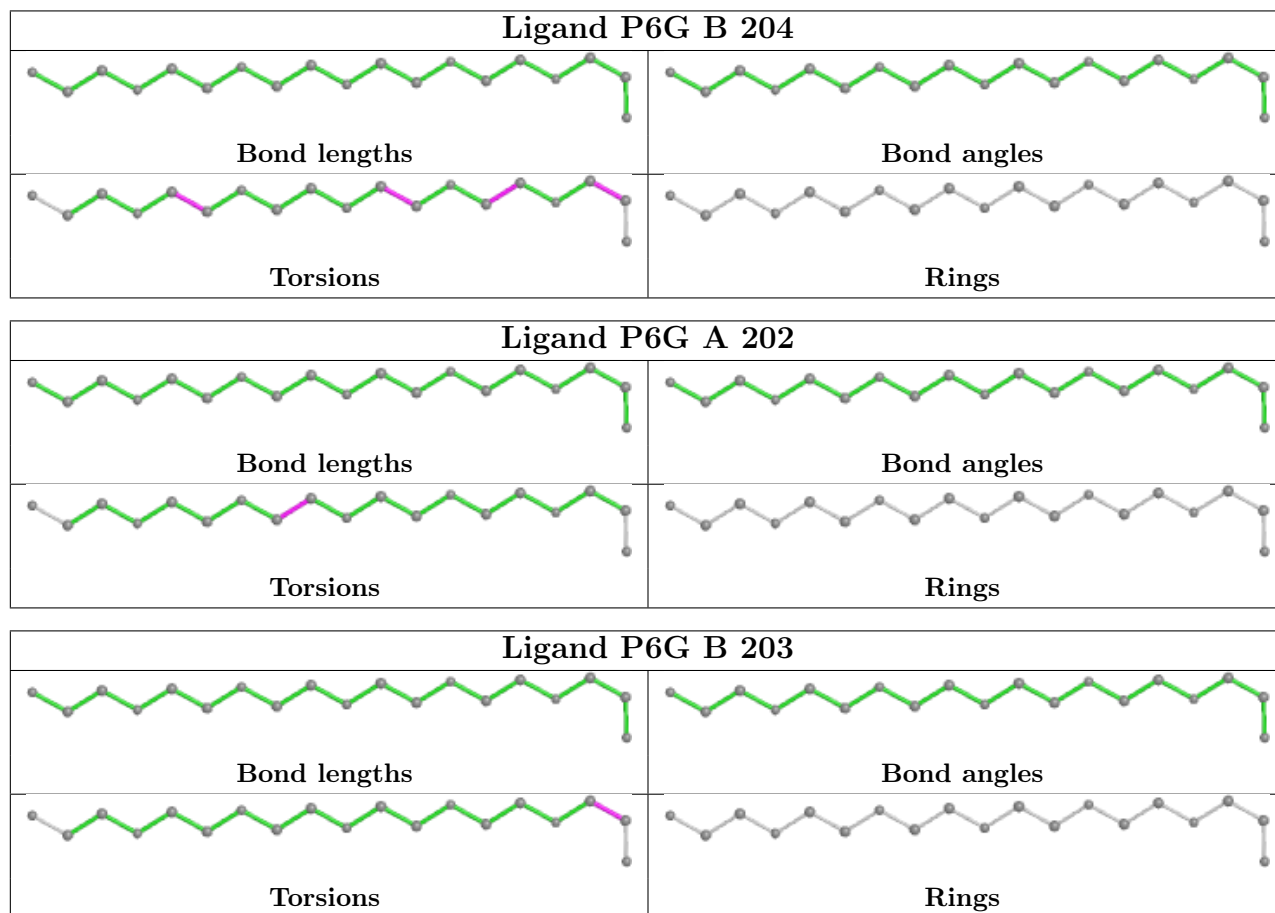 Ligand P6G B 204
Bond lengths
Bond angles
Torsions
Rings
Ligand P6G A 202
Bond lengths
Bond angles
Torsions
Rings
Ligand P6G B 203
Bond lengths
Bond angles
Torsions
Rings